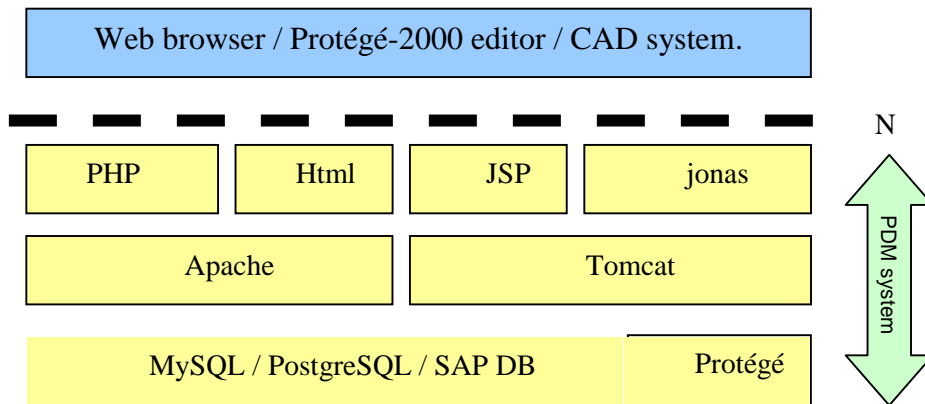 Web browser / Protégé-2000 editor / CAD system.
N
PHP
Html
JSP
jonas
Apache
Tomcat
PDM system
MySQL / PostgreSQL / SAP DB
Protégé